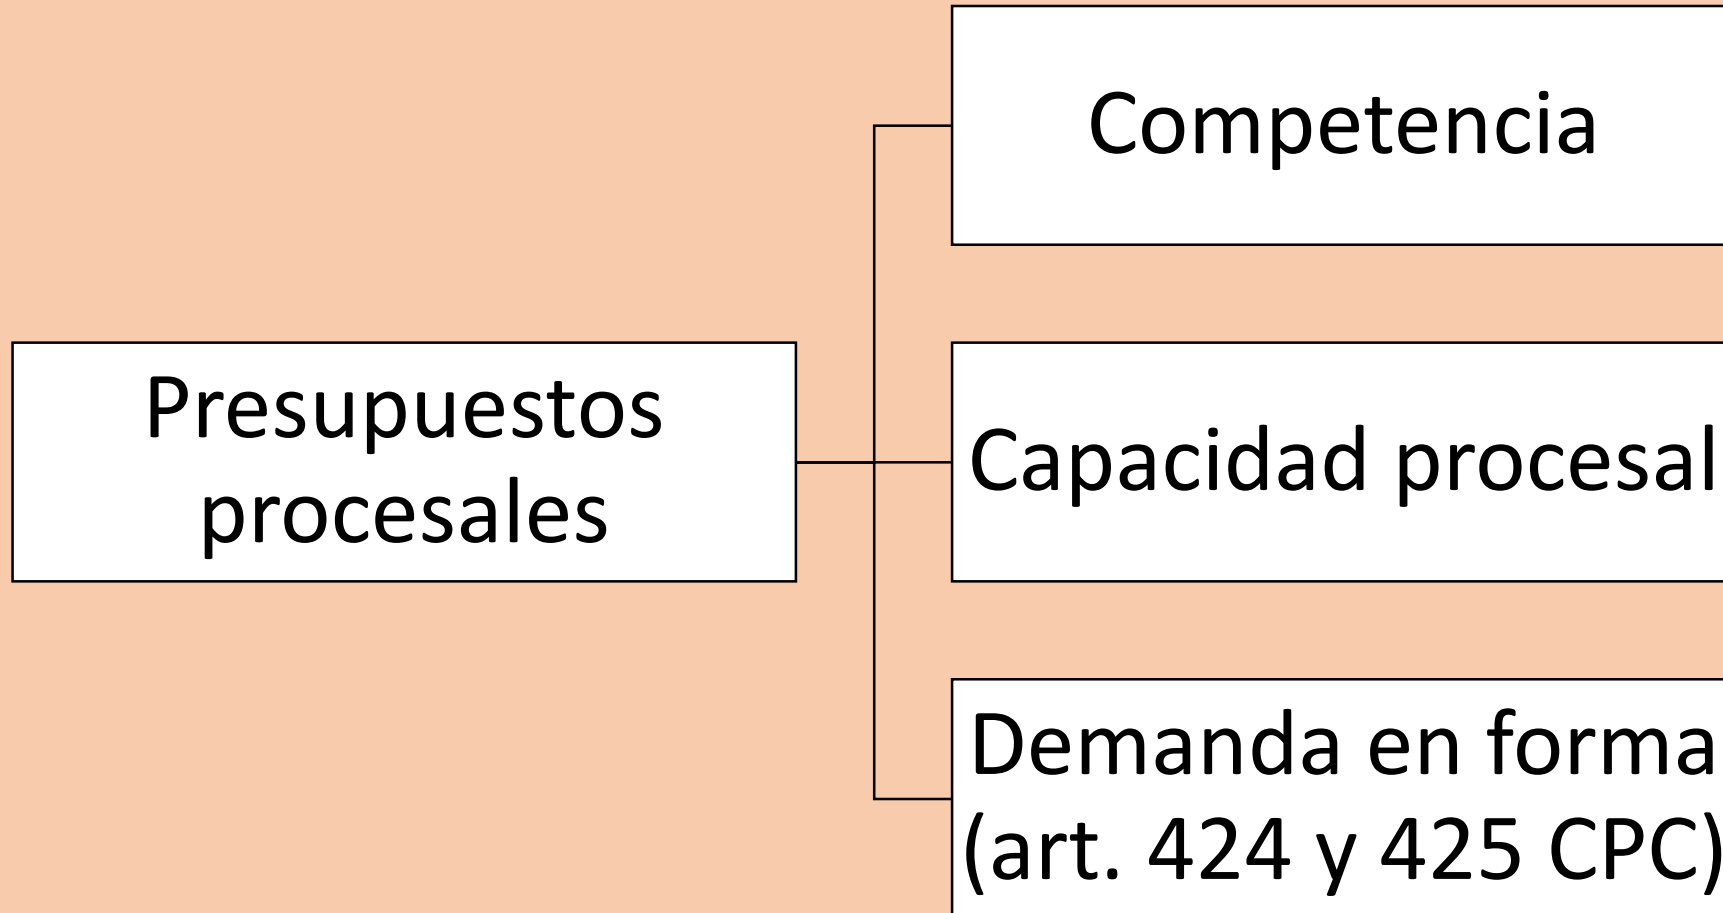 Competencia
Presupuestos
procesales
Capacidad procesal
Demanda en forma
(art. 424 y 425 CPC)